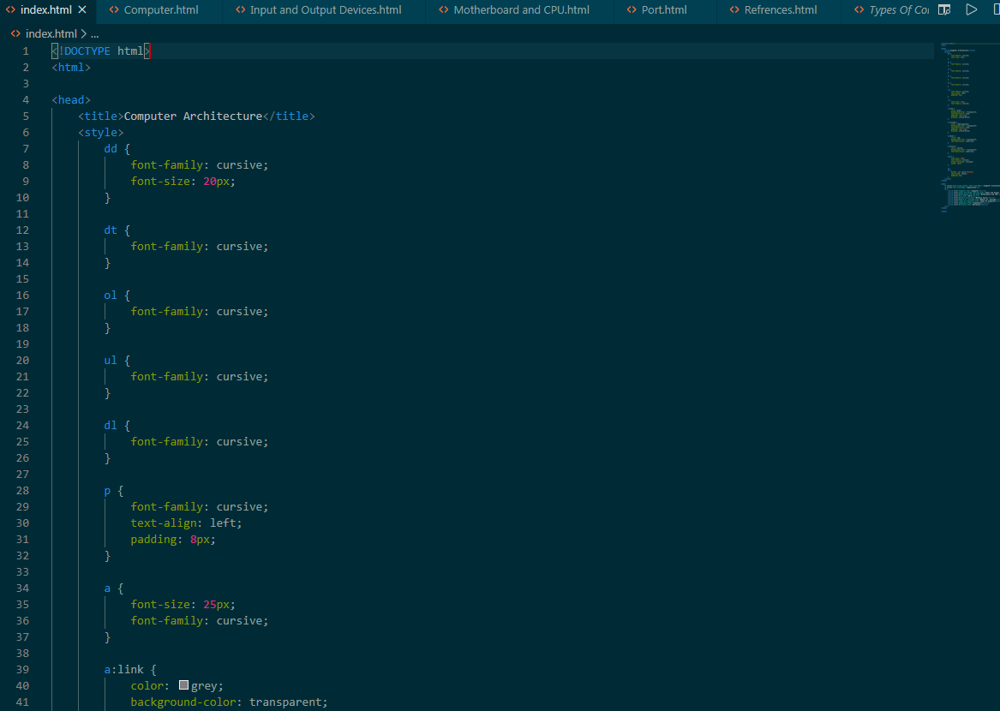 index.html Computer.html Input and Output Devices.html Motherboard and CPU.html Port.html Refrences.html Types Of Co
index.html > ...
1 <!DOCTYPE html>
2 <html>
3
4 <head>
5 <title>Computer Architecture</title>
6 <style>
7 dd {
8 font-family: cursive;
9 font-size: 20px;
10 }
11
12 dt {
13 font-family: cursive;
14 }
15
16 ol {
17 font-family: cursive;
18 }
19
20 ul {
21 font-family: cursive;
22 }
23
24 dl {
25 font-family: cursive;
26 }
27
28 p {
29 font-family: cursive;
30 text-align: left;
31 padding: 8px;
32 }
33
34 a {
35 font-size: 25px;
36 font-family: cursive;
37 }
38
39 a:link {
40 color: grey;
41 background-color: transparent;